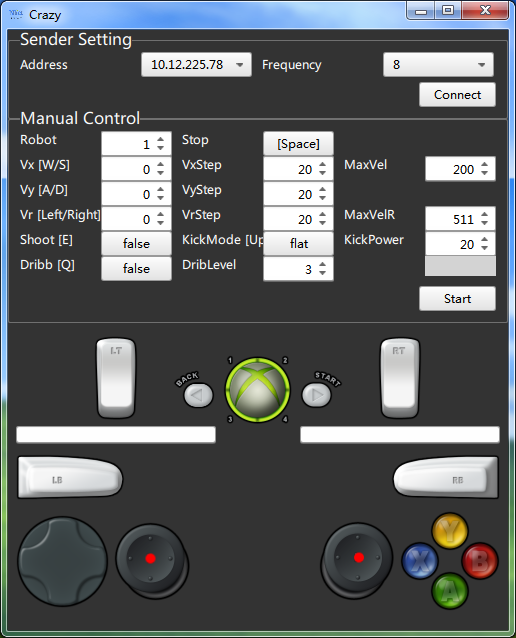 Crazy
Sender Setting
Address 10.12.225.78 Frequency 8
Connect
Manual Control
Robot 1 Stop [Space]
Vx [W/S] 0 VxStep 20 MaxVel 200
Vy [A/D] 0 VyStep 20
Vr [Left/Right] 0 VrStep 20 MaxVelR 511
Shoot [E] false KickMode [Up flat KickPower 20
Dribb [Q] false DribLevel 3
Start
LT RT
BACK 1 2 START
3 4
LB RB
Y
X B
A